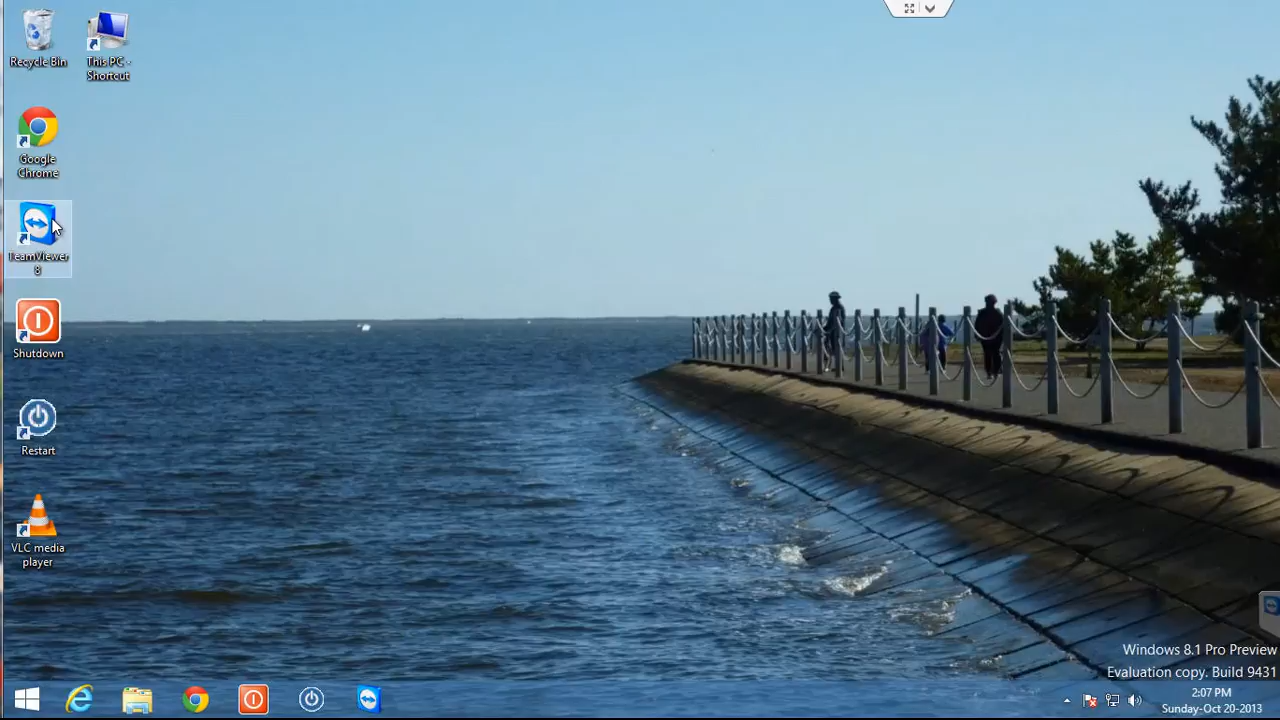 Recycle Bin
This PC -
Shortcut
Google
Chrome
TeamViewer
8
Shutdown
Restart
VLC media
player
Windows 8.1 Pro Preview
Evaluation copy. Build 9431
2:07 PM
Sunday-Oct 20-2013